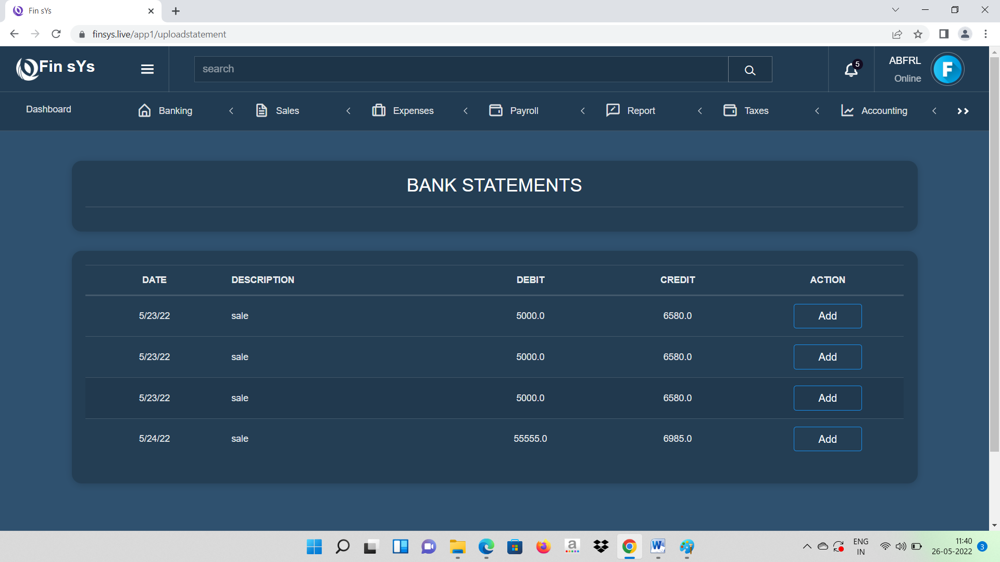 Fin sYs
finsys.live/app1/uploadstatement
Fin sYs
search
5
ABFRL
Online
F
Dashboard
Banking
Sales
Expenses
Payroll
Report
Taxes
Accounting
BANK STATEMENTS
DATE DESCRIPTION DEBIT CREDIT ACTION
5/23/22 sale 5000.0 6580.0 Add
5/23/22 sale 5000.0 6580.0 Add
5/23/22 sale 5000.0 6580.0 Add
5/24/22 sale 55555.0 6985.0 Add
a
W
ENG
IN
11:40
26-05-2022
3